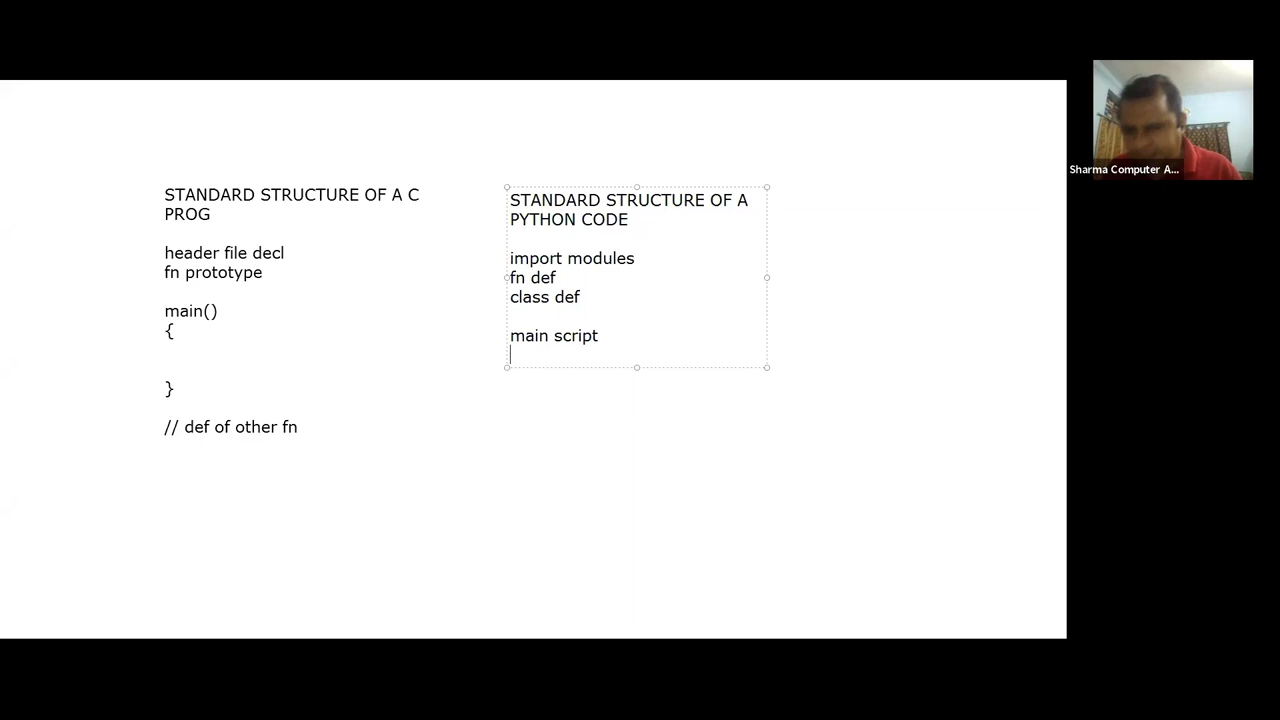 STANDARD STRUCTURE OF A C
PROG
header file decl
fn prototype
main()
{
}
// def of other fn
STANDARD STRUCTURE OF A
PYTHON CODE
import modules
fn def
class def
main script
Sharma Computer A...